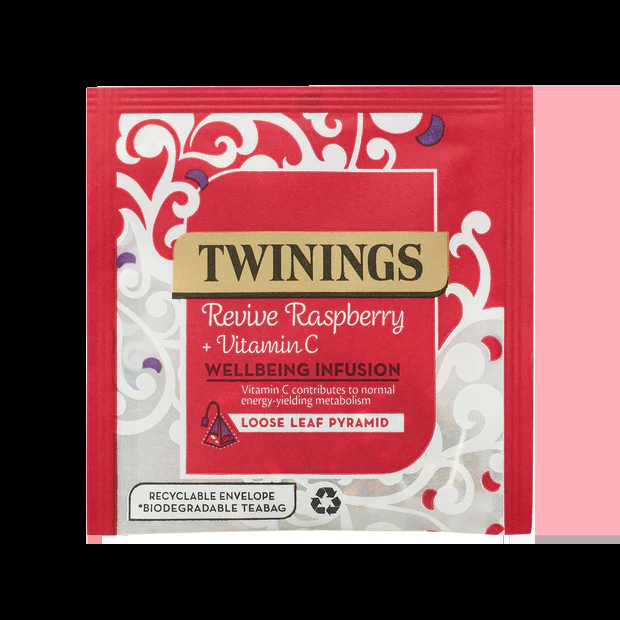 TWININGS
Revive Raspberry
+ Vitamin C
WELLBEING INFUSION
Vitamin C contributes to normal
energy-yielding metabolism
LOOSE LEAF PYRAMID
RECYCLABLE ENVELOPE
*BIODEGRADABLE TEABAG